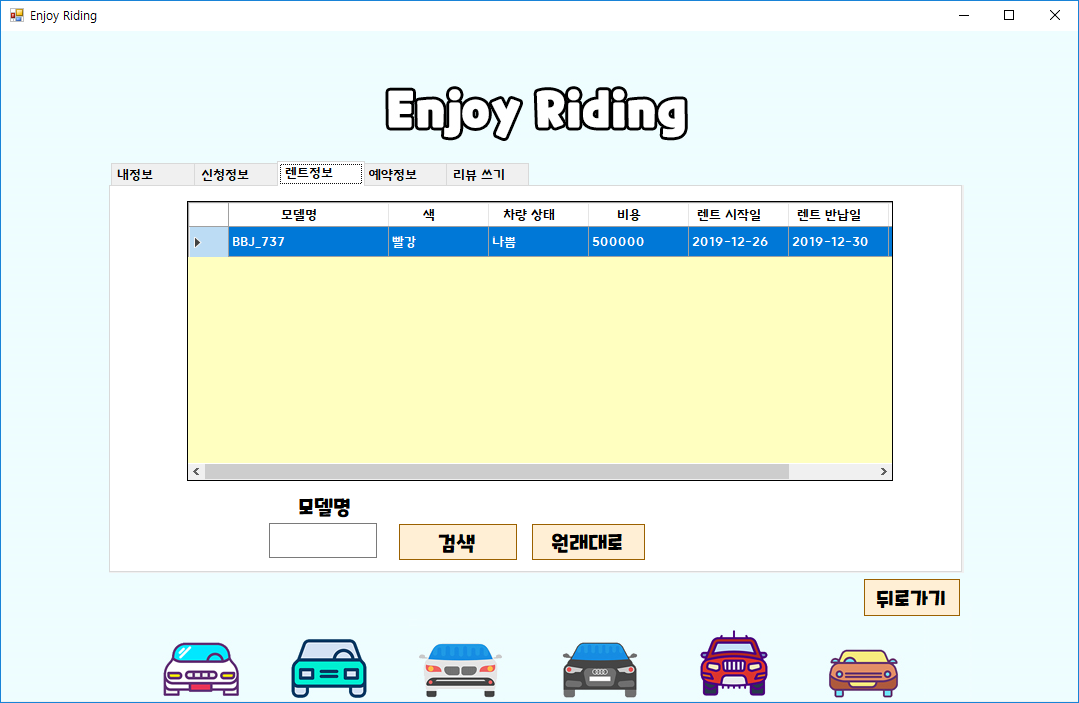 Enjoy Riding
Enjoy Riding
내정보 신청정보 렌트정보 예약정보 리뷰 쓰기
모델명 색 차량 상태 비용 렌트 시작일 렌트 반납일
BBJ_737 빨강 나쁨 500000 2019-12-26 2019-12-30
모델명
검색 원래대로
뒤로가기